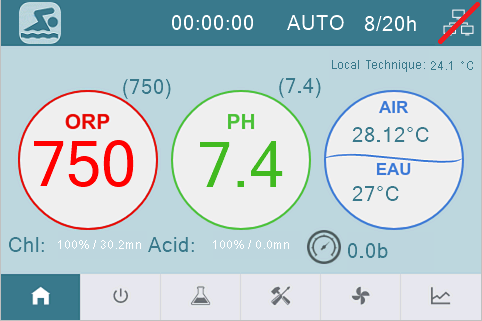 00:00:00 AUTO 8/20h
Local Technique: 24.1 °C
(750) (7.4)
ORP PH AIR
750 7.4 28.12°C
EAU
27°C
Chl: 100% / 30.2mn Acid: 100% / 0.0mn 0.0b